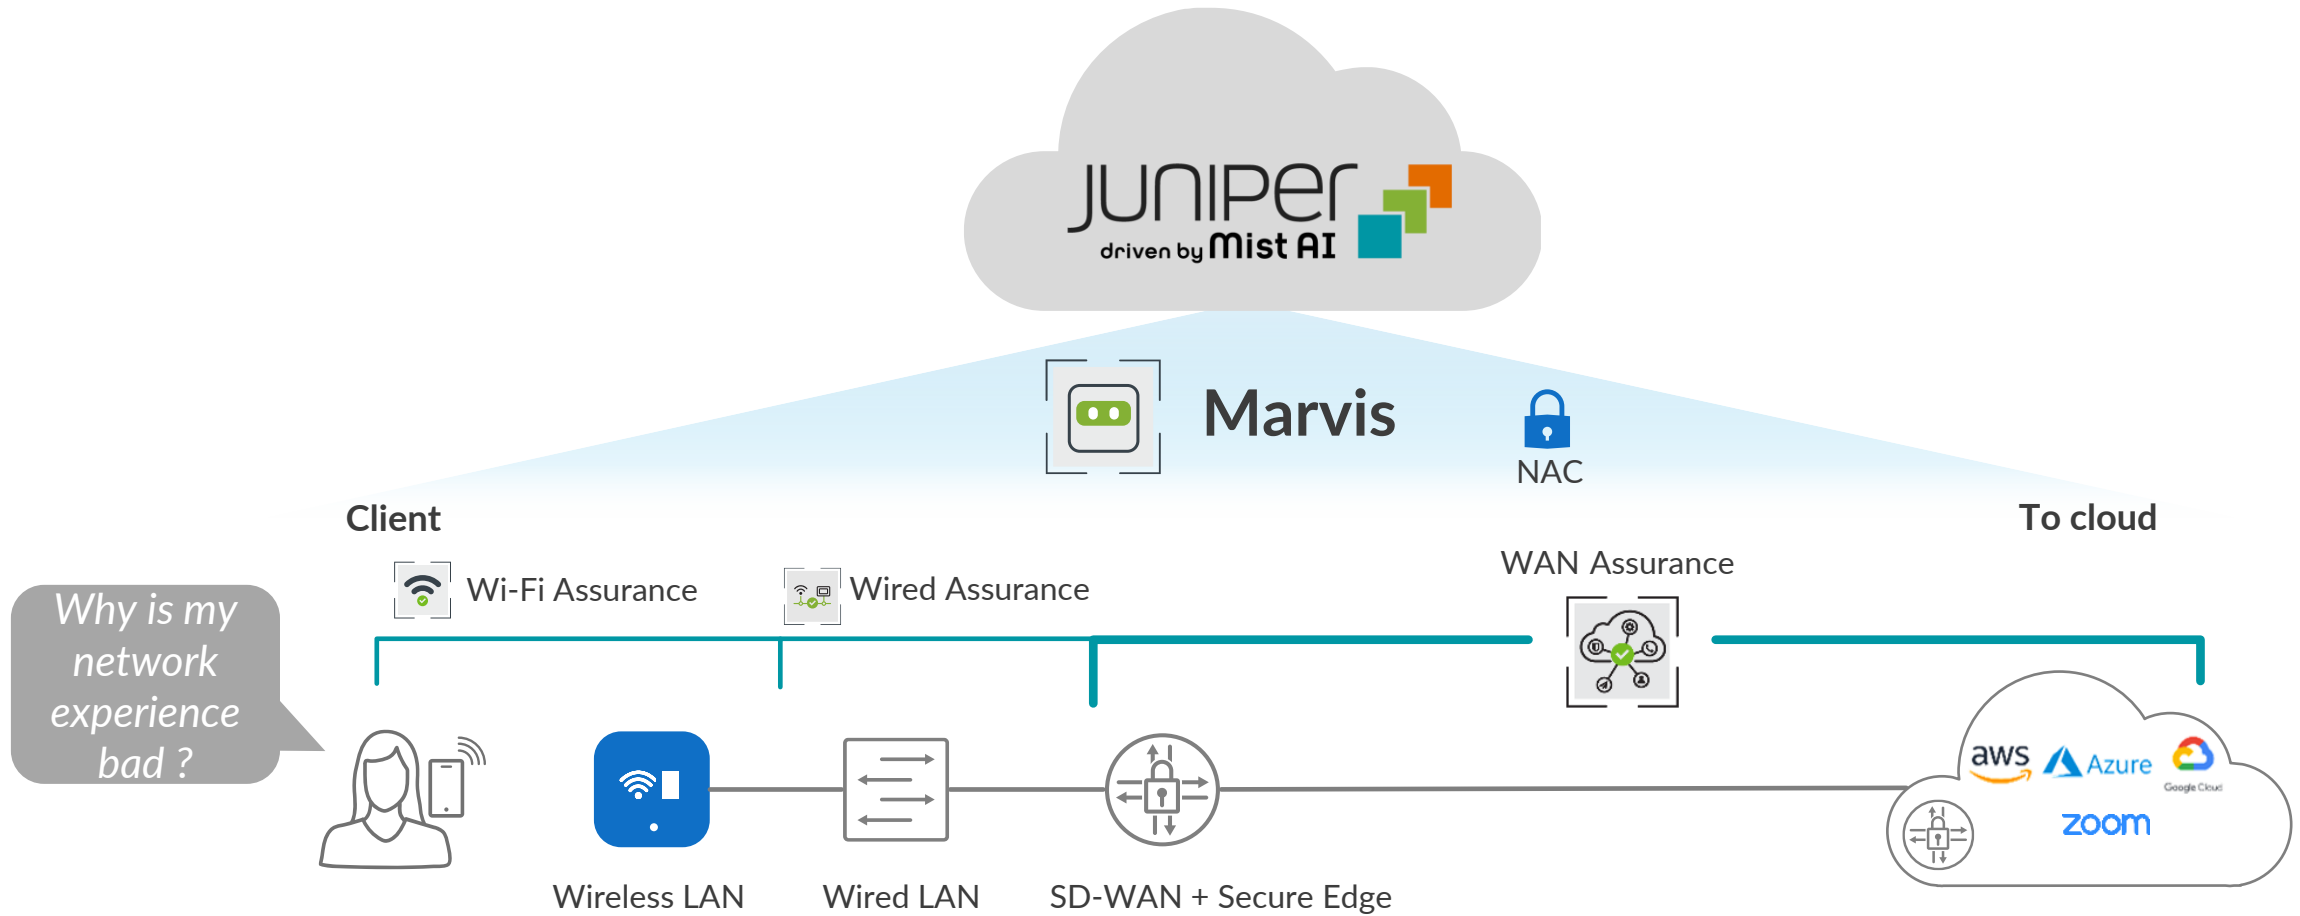 JUNIPer
driven by Mist AI
Marvis
NAC
Client
To cloud
WAN Assurance
Wi-Fi Assurance
Wired Assurance
Why is my
network
experience
bad ?
aws
Azure
Google Cloud
zoom
Wireless LAN
Wired LAN
SD-WAN + Secure Edge